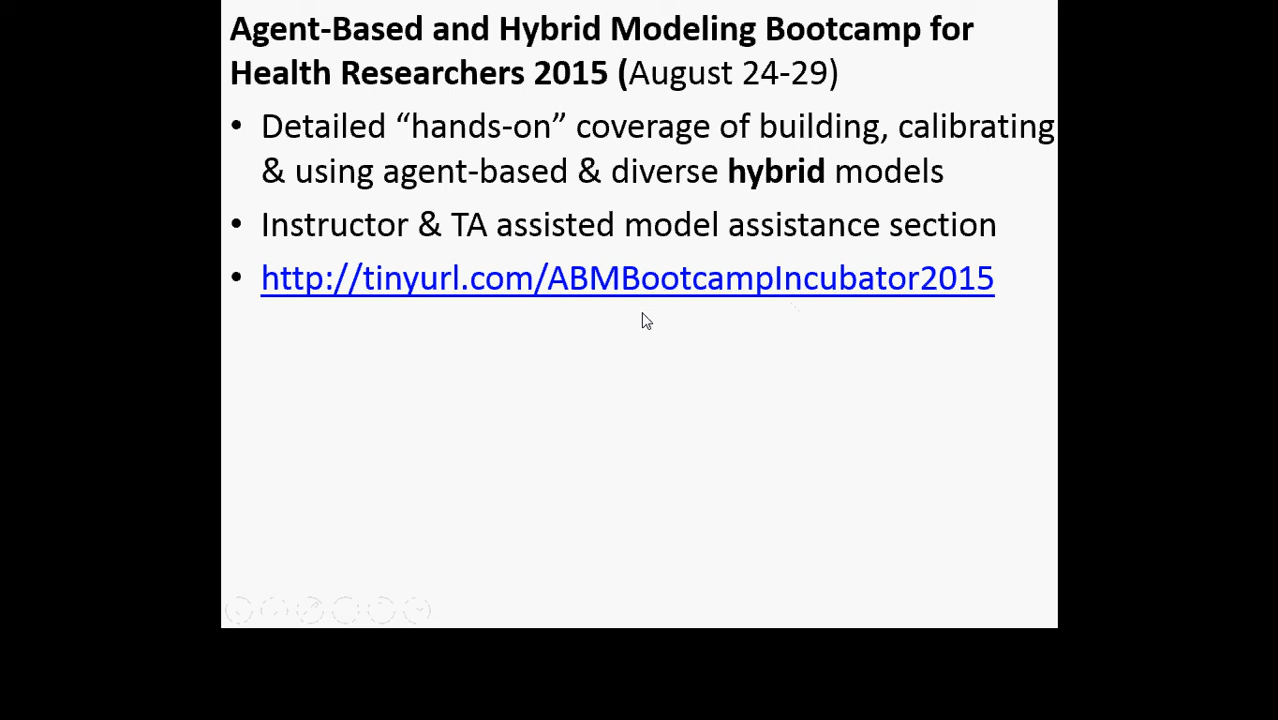 Agent-Based and Hybrid Modeling Bootcamp for
Health Researchers 2015 (August 24-29)
• Detailed “hands-on” coverage of building, calibrating
& using agent-based & diverse hybrid models
• Instructor & TA assisted model assistance section
• http://tinyurl.com/ABMBootcampIncubator2015